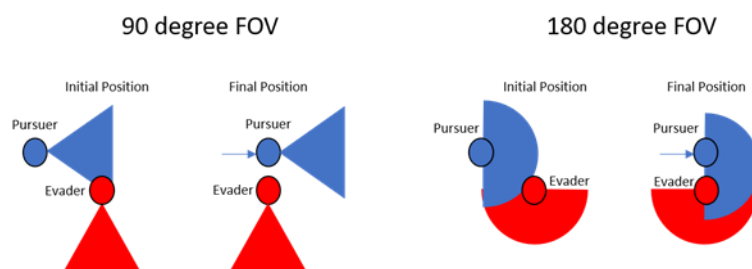 90 degree FOV
Initial Position
Final Position
Pursuer
Pursuer
Evader
Evader
180 degree FOV
Initial Position
Final Position
Pursuer
Pursuer
Evader
Evader